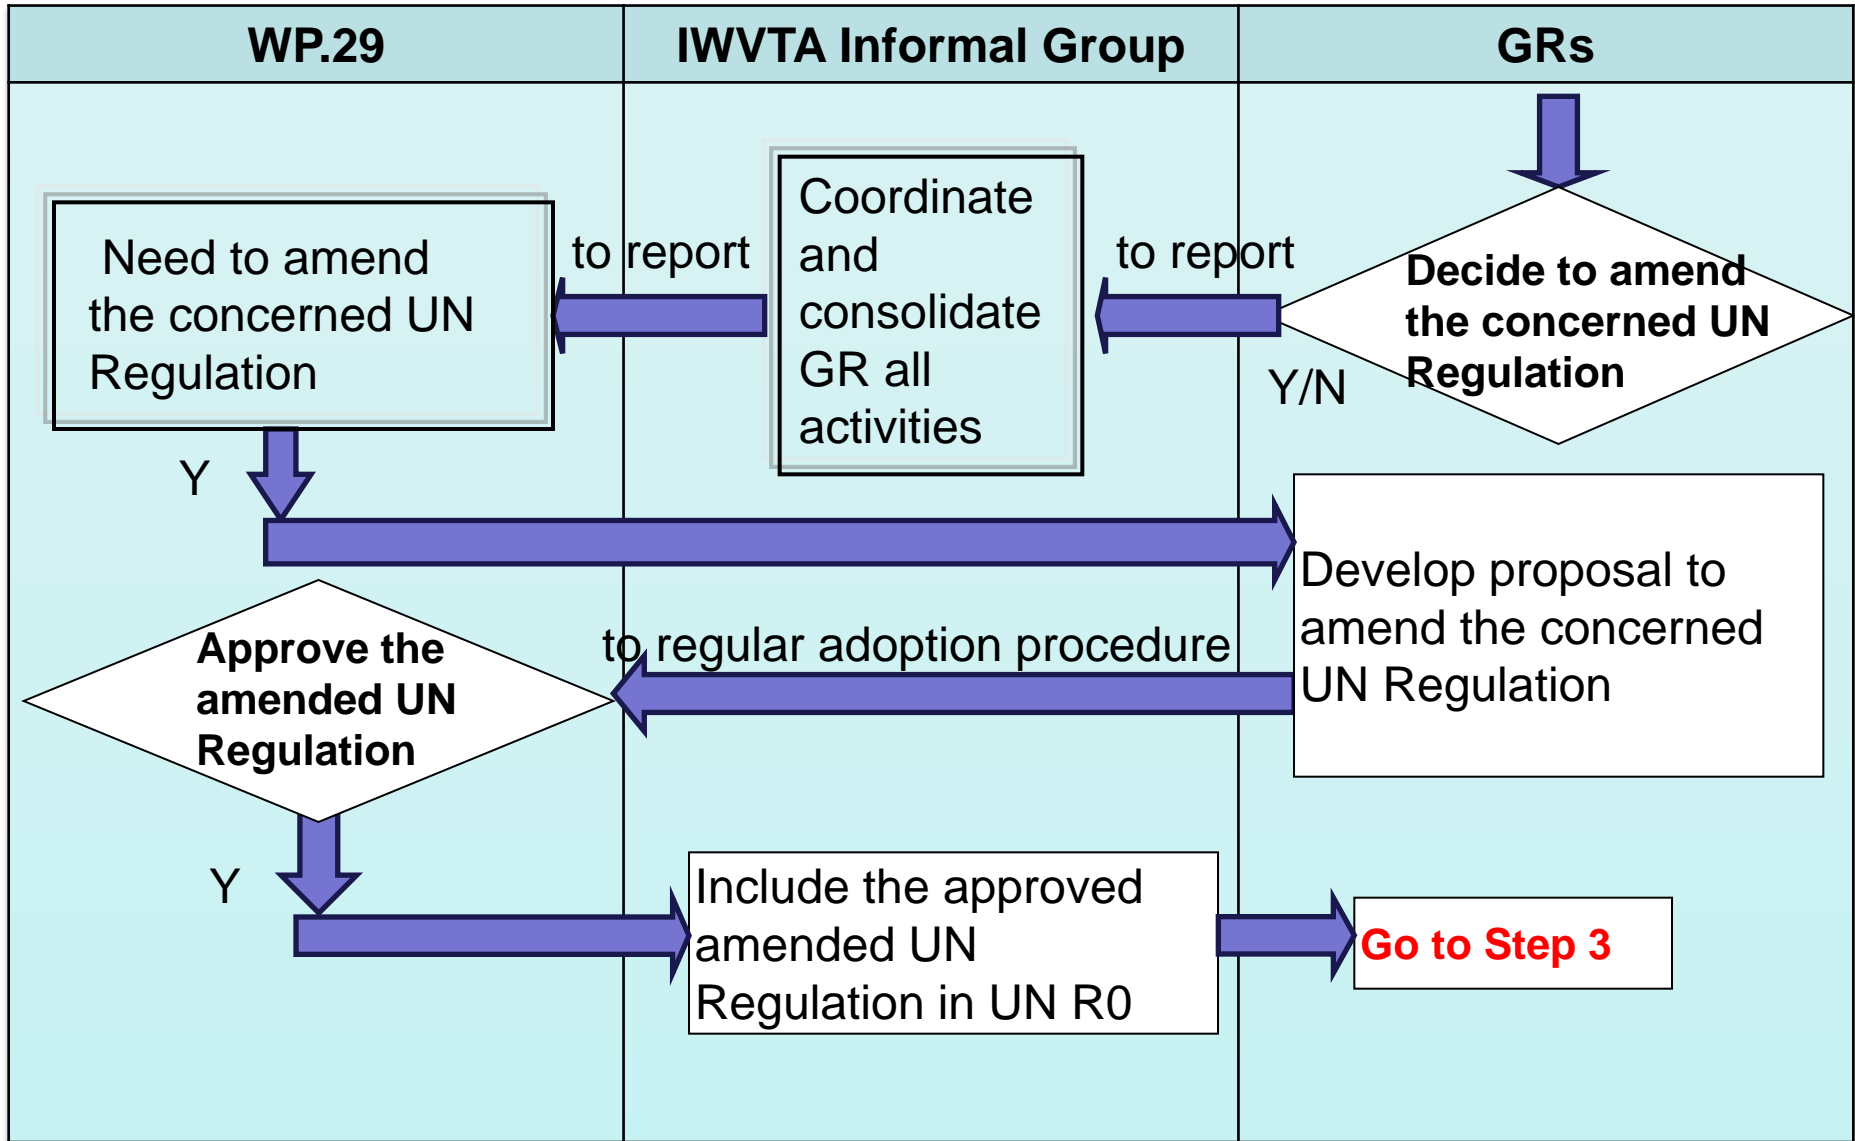 WP.29
IWVTA Informal Group
GRs
Need to amend
the concerned UN
Regulation
to report
Coordinate
and
consolidate
GR all
activities
to report
Decide to amend
the concerned UN
Regulation
Y/N
Y
Develop proposal to
amend the concerned
UN Regulation
to regular adoption procedure
Approve the
amended UN
Regulation
Y
Include the approved
amended UN
Regulation in UN R0
Go to Step 3